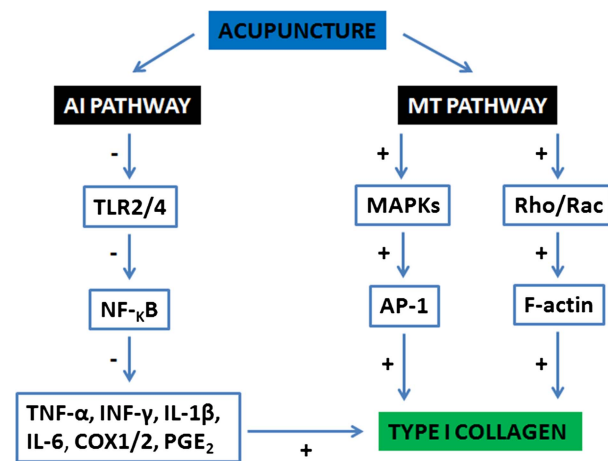 ACUPUNCTURE
AI PATHWAY
MT PATHWAY
-
+
+
TLR2/4
MAPKs
Rho/Rac
-
+
+
NF-κB
AP-1
F-actin
-
+
+
TNF-α, INF-γ, IL-1β,
IL-6, COX1/2, PGE₂
+
TYPE I COLLAGEN